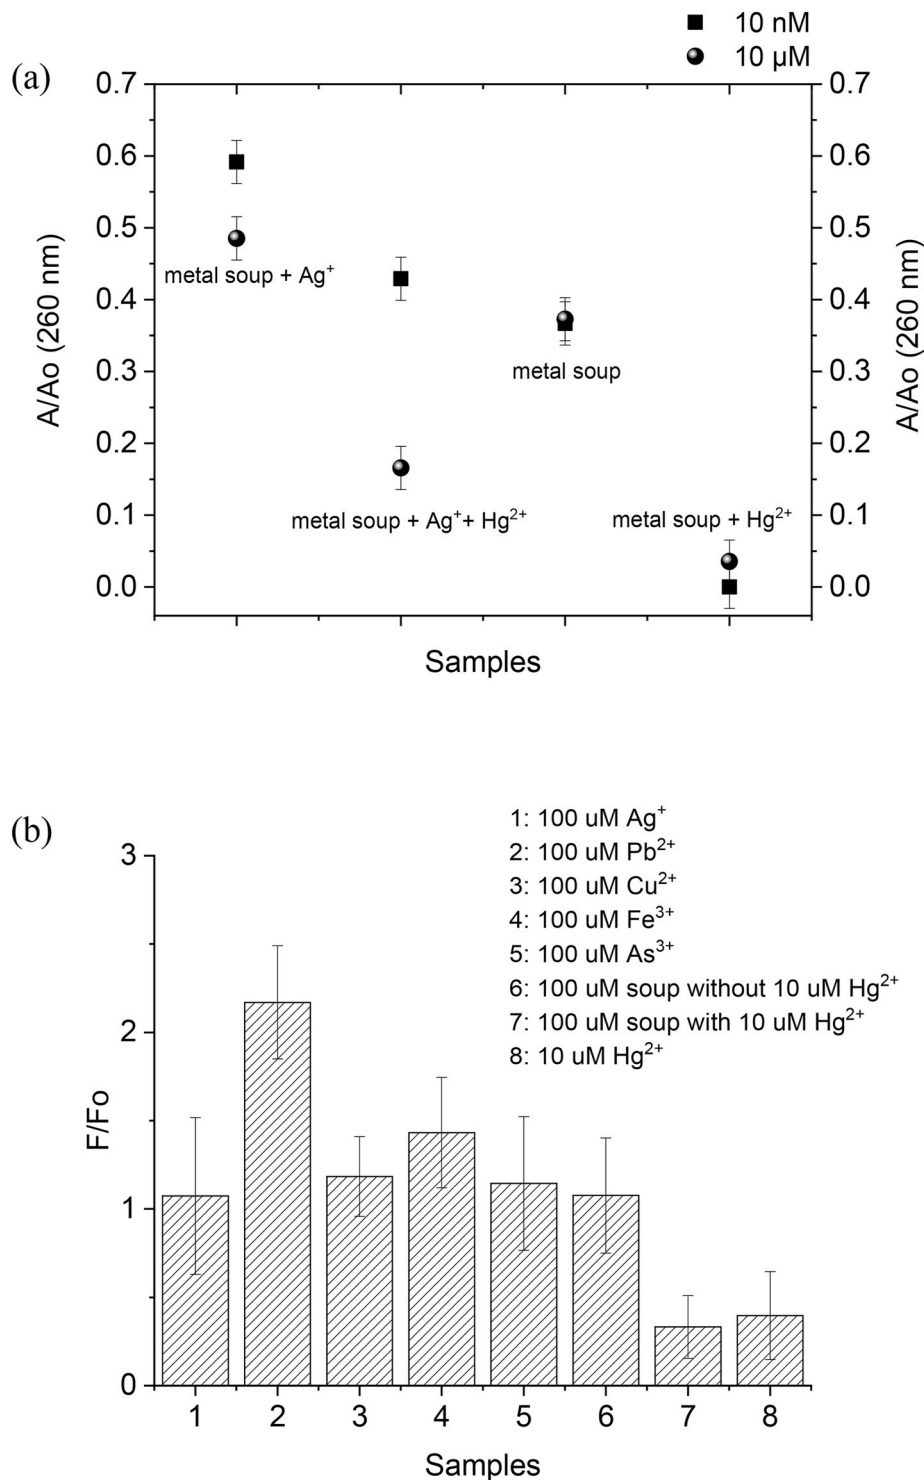 10 nM
10 µM
(a)
0.7
0.6
0.5
0.4
0.3
0.2
0.1
0.0
A/Ao (260 nm)
metal soup + Ag⁺
metal soup + Ag⁺+ Hg²⁺
metal soup
metal soup + Hg²⁺
0.7
0.6
0.5
0.4
0.3
0.2
0.1
0.0
A/Ao (260 nm)
Samples
(b)
1: 100 uM Ag⁺
2: 100 uM Pb²⁺
3: 100 uM Cu²⁺
4: 100 uM Fe³⁺
5: 100 uM As³⁺
6: 100 uM soup without 10 uM Hg²⁺
7: 100 uM soup with 10 uM Hg²⁺
8: 10 uM Hg²⁺
3
2
1
0
F/Fo
1 2 3 4 5 6 7 8
Samples